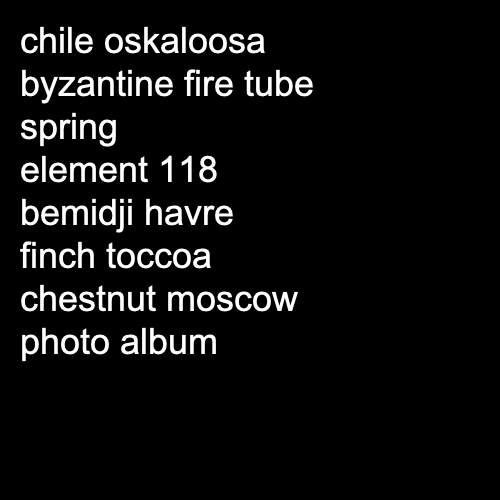 chile oskaloosa
byzantine fire tube
spring
element 118
bemidji havre
finch toccoa
chestnut moscow
photo album